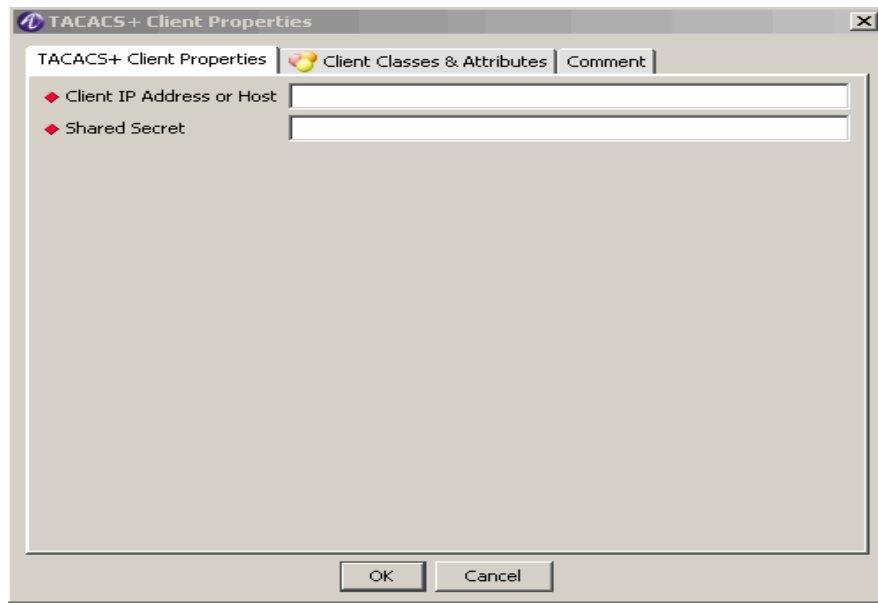 TACACS+ Client Properties
TACACS+ Client Properties Client Classes & Attributes Comment
Client IP Address or Host
Shared Secret
OK Cancel